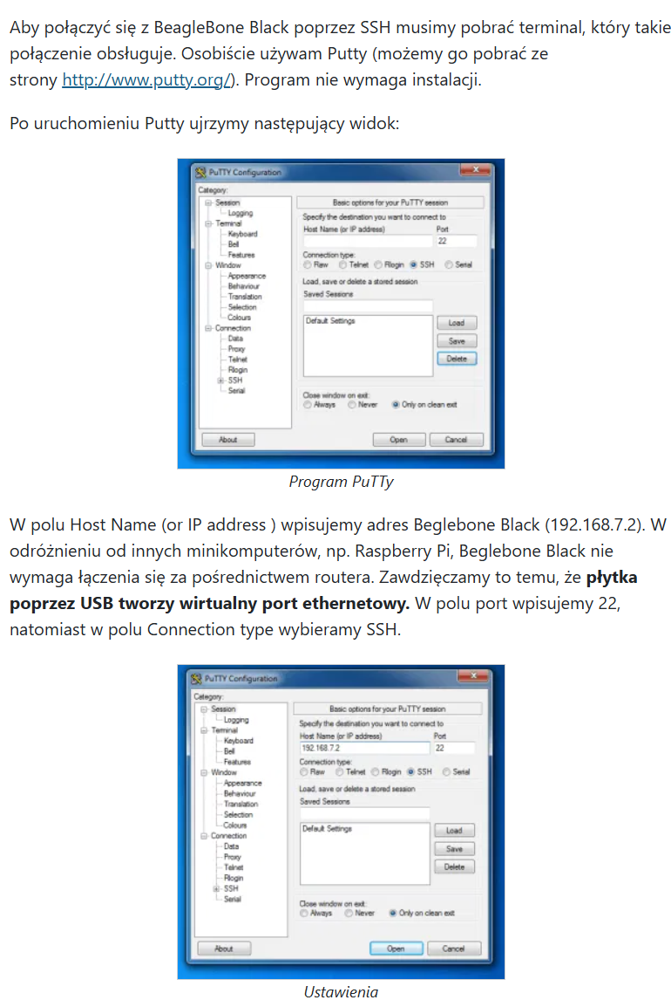 Aby połączyć się z BeagleBone Black poprzez SSH musimy pobrać terminal, który takie
połączenie obsługuje. Osobiście używam Putty (możemy go pobrać ze
strony http://www.putty.org/). Program nie wymaga instalacji.
Po uruchomieniu Putty ujrzymy następujący widok:
PuTTY Configuration
Category:
Session
Logging
Terminal
Keyboard
Bell
Features
Window
Appearance
Behaviour
Translation
Selection
Colours
Connection
Data
Proxy
Telnet
Rlogin
SSH
Serial
Basic options for your PuTTY session
Specify the destination you want to connect to
Host Name (or IP address) Port
22
Connection type:
Raw Telnet Rlogin SSH Serial
Load, save or delete a stored session
Saved Sessions
Default Settings
Load
Save
Delete
Close window on exit:
Always Never Only on clean exit
About Open Cancel
Program PuTTy
W polu Host Name (or IP address ) wpisujemy adres Beglebone Black (192.168.7.2). W
odróżnieniu od innych minikomputerów, np. Raspberry Pi, Beglebone Black nie
wymaga łączenia się za pośrednictwem routera. Zawdzięczamy to temu, że płytka
poprzez USB tworzy wirtualny port ethernetowy. W polu port wpisujemy 22,
natomiast w polu Connection type wybieramy SSH.
PuTTY Configuration
Category:
Session
Logging
Terminal
Keyboard
Bell
Features
Window
Appearance
Behaviour
Translation
Selection
Colours
Connection
Data
Proxy
Telnet
Rlogin
SSH
Serial
Basic options for your PuTTY session
Specify the destination you want to connect to
Host Name (or IP address) Port
192.168.7.2 22
Connection type:
Raw Telnet Rlogin SSH Serial
Load, save or delete a stored session
Saved Sessions
Default Settings
Load
Save
Delete
Close window on exit:
Always Never Only on clean exit
About Open Cancel
Ustawienia